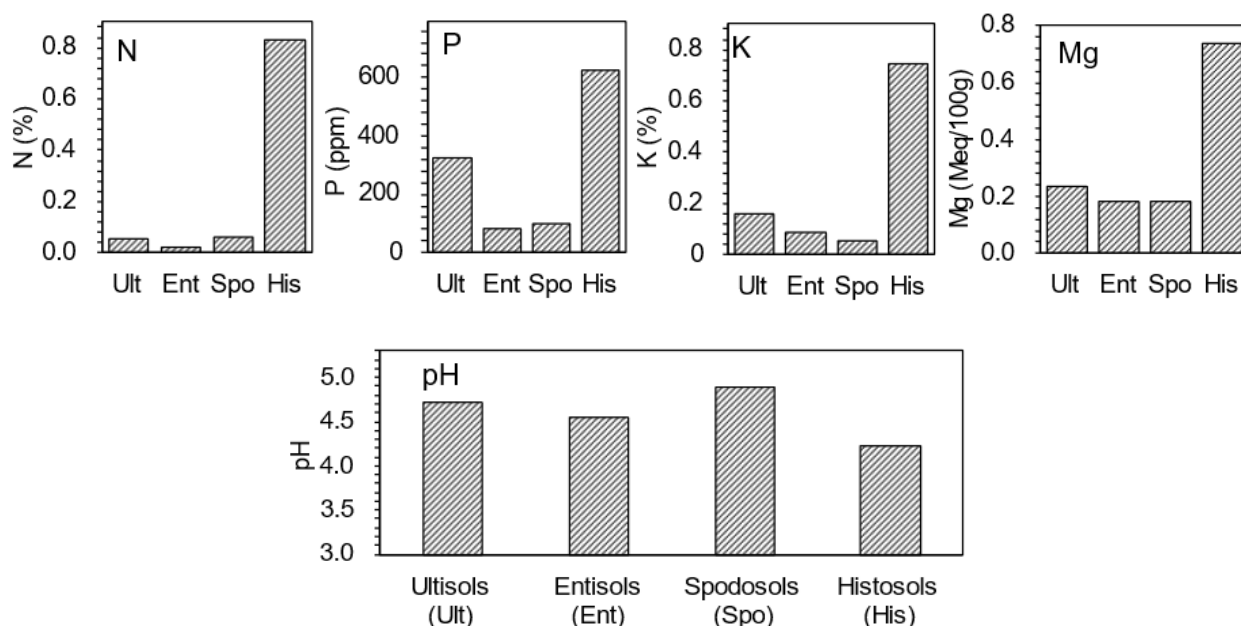 N
N (%)
0.8
0.6
0.4
0.2
0.0
Ult Ent Spo His
P
P (ppm)
600
400
200
0
Ult Ent Spo His
K
K (%)
0.8
0.6
0.4
0.2
0
Ult Ent Spo His
Mg
Mg (Meq/100g)
0.8
0.6
0.4
0.2
0.0
Ult Ent Spo His
pH
pH
5.0
4.5
4.0
3.5
3.0
Ultisols Entisols Spodosols Histosols
(Ult) (Ent) (Spo) (His)